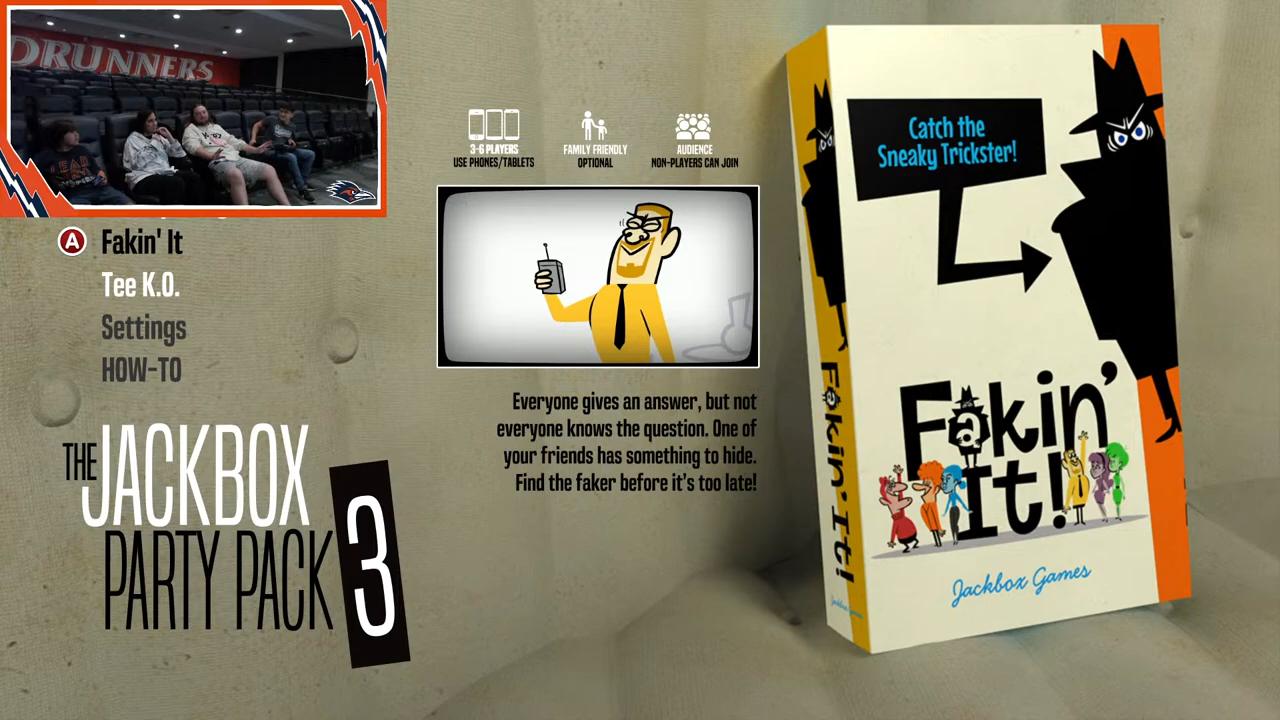 DRUNNERS
A
Fakin' It
Tee K.O.
Settings
HOW-TO
THE JACKBOX
PARTY PACK 3
3-6 PLAYERS
USE PHONES/TABLETS
FAMILY FRIENDLY
OPTIONAL
AUDIENCE
NON-PLAYERS CAN JOIN
Everyone gives an answer, but not
everyone knows the question. One of
your friends has something to hide.
Find the faker before it's too late!
Catch the
Sneaky Trickster!
Fakin'
It!
Jackbox Games
Fakin' It!